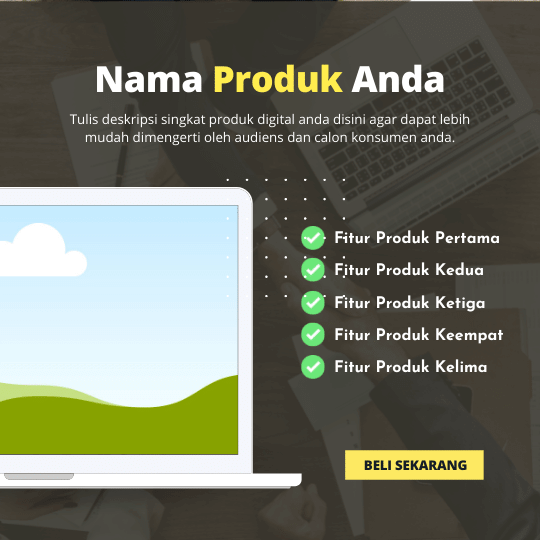 Nama Produk Anda
Tulis deskripsi singkat produk digital anda disini agar dapat lebih
mudah dimengerti oleh audiens dan calon konsumen anda.
Fitur Produk Pertama
Fitur Produk Kedua
Fitur Produk Ketiga
Fitur Produk Keempat
Fitur Produk Kelima
BELI SEKARANG